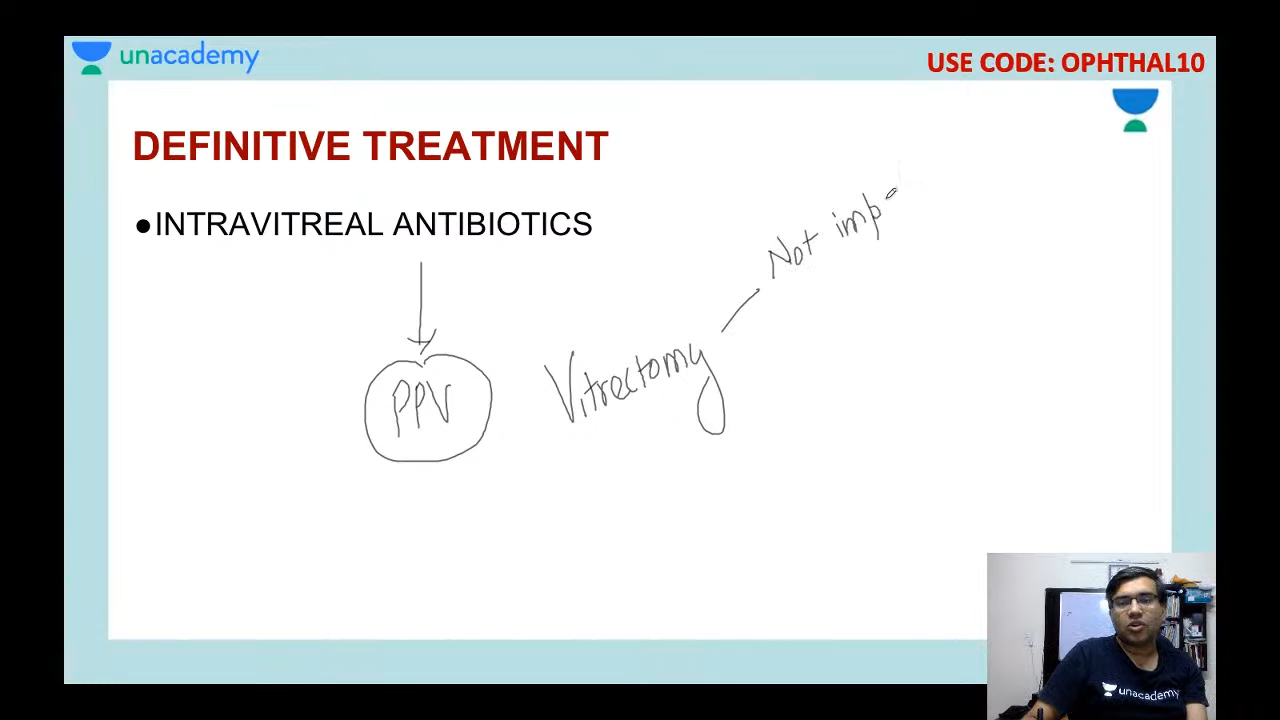 unacademy
USE CODE: OPHTHAL10
DEFINITIVE TREATMENT
●INTRAVITREAL ANTIBIOTICS
Not imp
PPV
Vitrectomy
unacademy